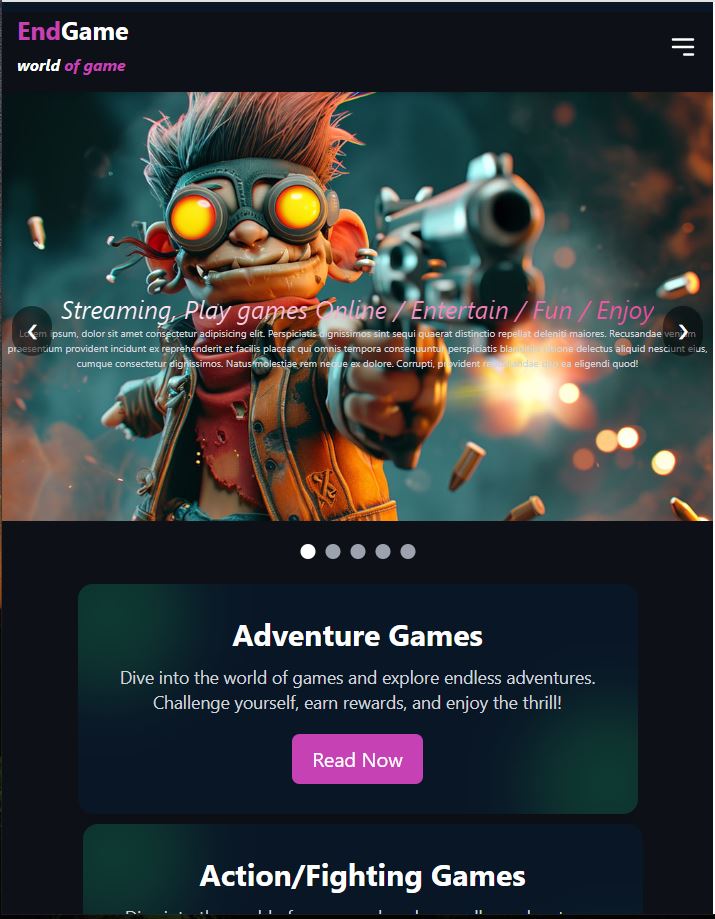 EndGame
world of game
Streaming, Play games Online / Entertain / Fun / Enjoy
Lorem ipsum, dolor sit amet consectetur adipisicing elit. Perspiciatis dignissimos sint sequi quaerat distinctio repellat deleniti maiores. Recusandae veniam
praesentium provident incidunt ex reprehenderit et facilis placeat qui omnis tempora consequuntur perspiciatis blanditiis ratione delectus aliquid nesciunt eius,
cumque consectetur dignissimos. Natus molestiae rem neque ex dolore. Corrupti, provident ea eligendi quod!
Adventure Games
Dive into the world of games and explore endless adventures.
Challenge yourself, earn rewards, and enjoy the thrill!
Read Now
Action/Fighting Games